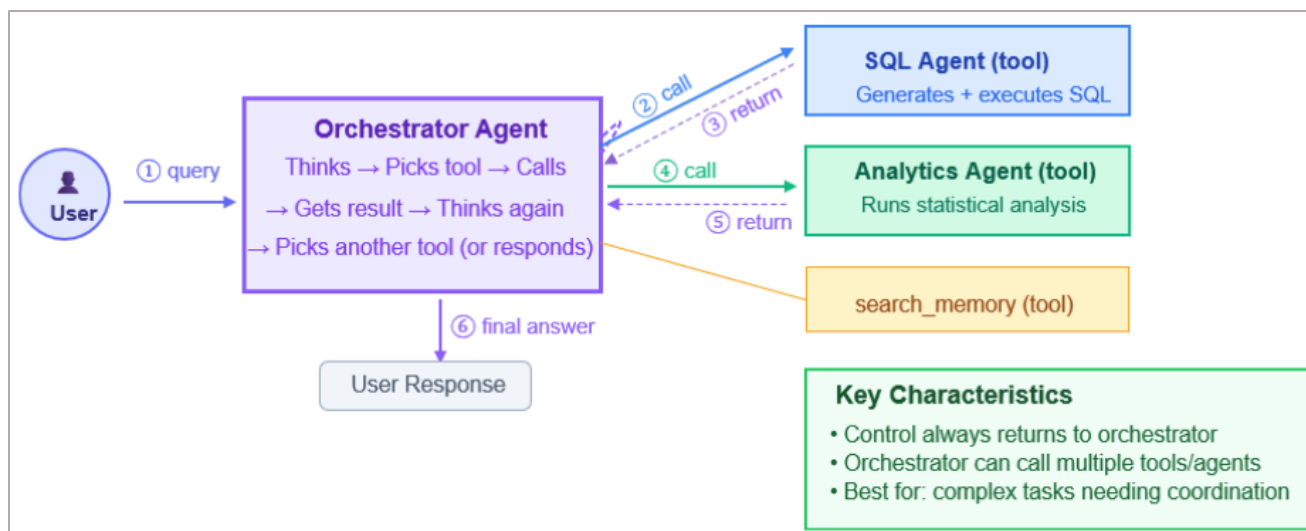 User
① query
Orchestrator Agent
Thinks → Picks tool → Calls
→ Gets result → Thinks again
→ Picks another tool (or responds)
② call
③ return
④ call
⑤ return
⑥ final answer
User Response
SQL Agent (tool)
Generates + executes SQL
Analytics Agent (tool)
Runs statistical analysis
search_memory (tool)
Key Characteristics
• Control always returns to orchestrator
• Orchestrator can call multiple tools/agents
• Best for: complex tasks needing coordination